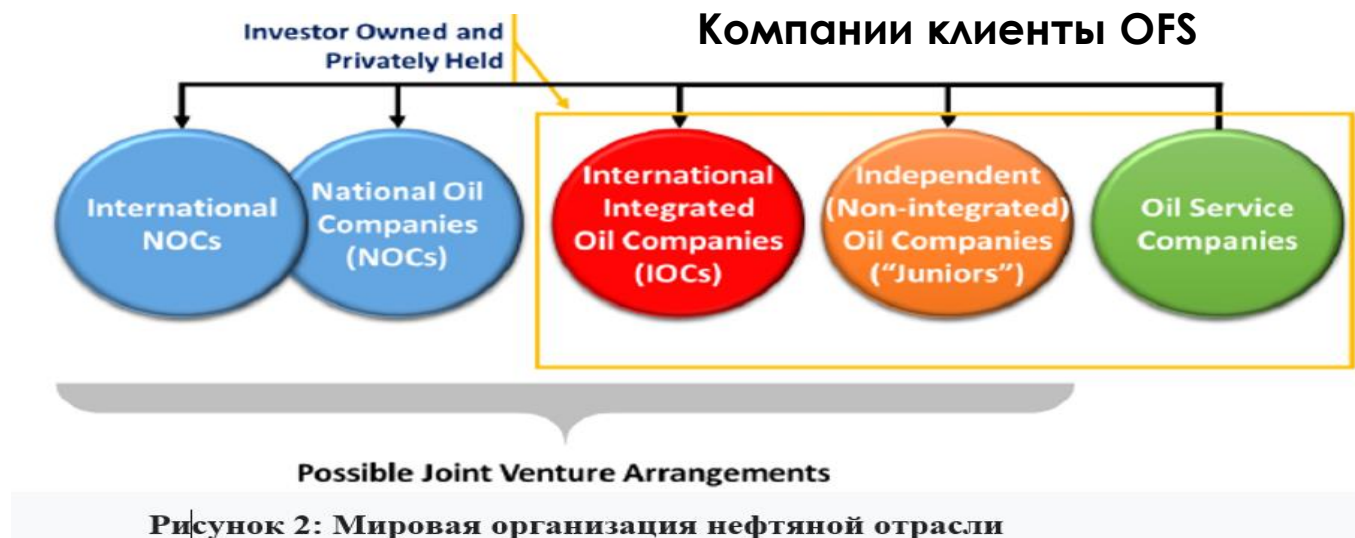 Компании клиенты OFS
Investor Owned and
Privately Held
International
NOCs
National Oil
Companies
(NOCs)
International
Integrated
Oil Companies
(IOCs)
Independent
(Non-integrated)
Oil Companies
(“Juniors”)
Oil Service
Companies
Possible Joint Venture Arrangements
Рисунок 2: Мировая организация нефтяной отрасли